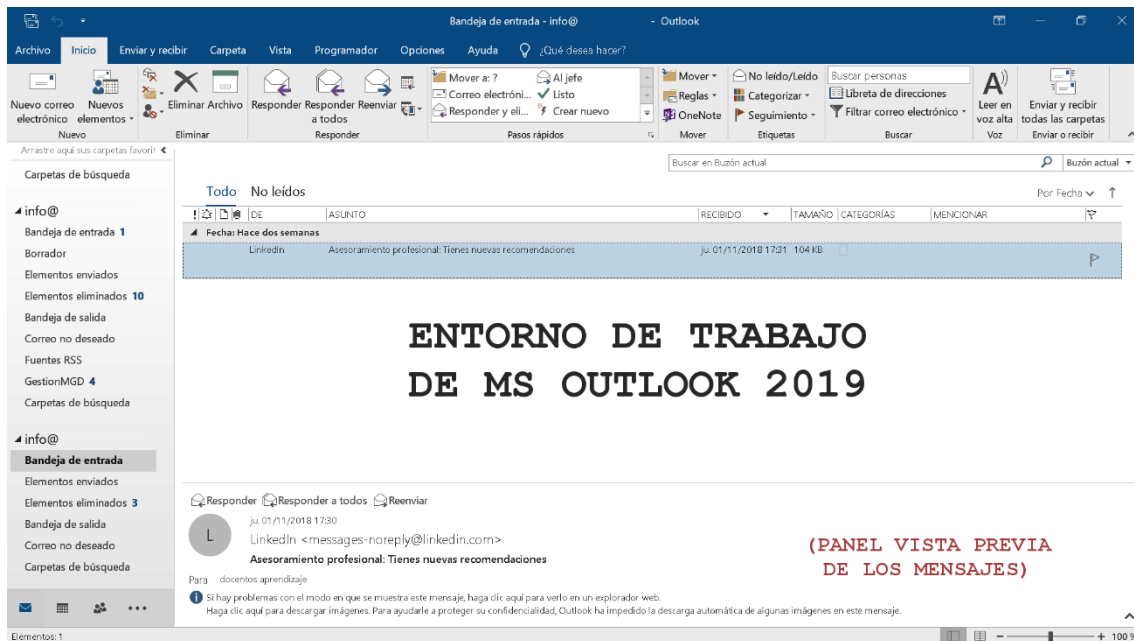 Bandeja de entrada - info@ - Outlook
Archivo Inicio Enviar y recibir Carpeta Vista Programador Opciones Ayuda ¿Qué desea hacer?
Nuevo correo electrónico
Nuevos elementos
Nuevo
Eliminar Archivo
Eliminar
Responder Responder a todos Reenviar
Responder
Mover a: ? Al jefe
Correo electróni... Listo
Responder y eli... Crear nuevo
Pasos rápidos
Mover
Reglas
OneNote
Mover
No leído/Leído
Categorizar
Seguimiento
Etiquetas
Buscar personas
Libreta de direcciones
Filtrar correo electrónico
Buscar
A
Leer en voz alta
Voz
Enviar y recibir todas las carpetas
Enviar o recibir
Arrastre aquí sus carpetas favorit
Carpetas de búsqueda
info@
Bandeja de entrada 1
Borrador
Elementos enviados
Elementos eliminados 10
Bandeja de salida
Correo no deseado
Fuentes RSS
GestionMGD 4
Carpetas de búsqueda
info@
Bandeja de entrada
Elementos enviados
Elementos eliminados 3
Bandeja de salida
Correo no deseado
Carpetas de búsqueda
Buscar en Buzón actual Buzón actual
Todo No leídos Por Fecha
! DE ASUNTO RECIBIDO TAMAÑO CATEGORÍAS MENCIONAR
Fecha: Hace dos semanas
LinkedIn Asesoramiento profesional: Tienes nuevas recomendaciones ju. 01/11/2018 17:31 104 KB
ENTORNO DE TRABAJO
DE MS OUTLOOK 2019
Responder Responder a todos Reenviar
ju. 01/11/2018 17:30
L
LinkedIn <messages-noreply@linkedin.com>
Asesoramiento profesional: Tienes nuevas recomendaciones
Para docentos aprendizaje
(PANEL VISTA PREVIA
DE LOS MENSAJES)
Si hay problemas con el modo en que se muestra este mensaje, haga clic aquí para verlo en un explorador web.
Haga clic aquí para descargar imágenes. Para ayudarle a proteger su confidencialidad, Outlook ha impedido la descarga automática de algunas imágenes en este mensaje.
Elementos: 1